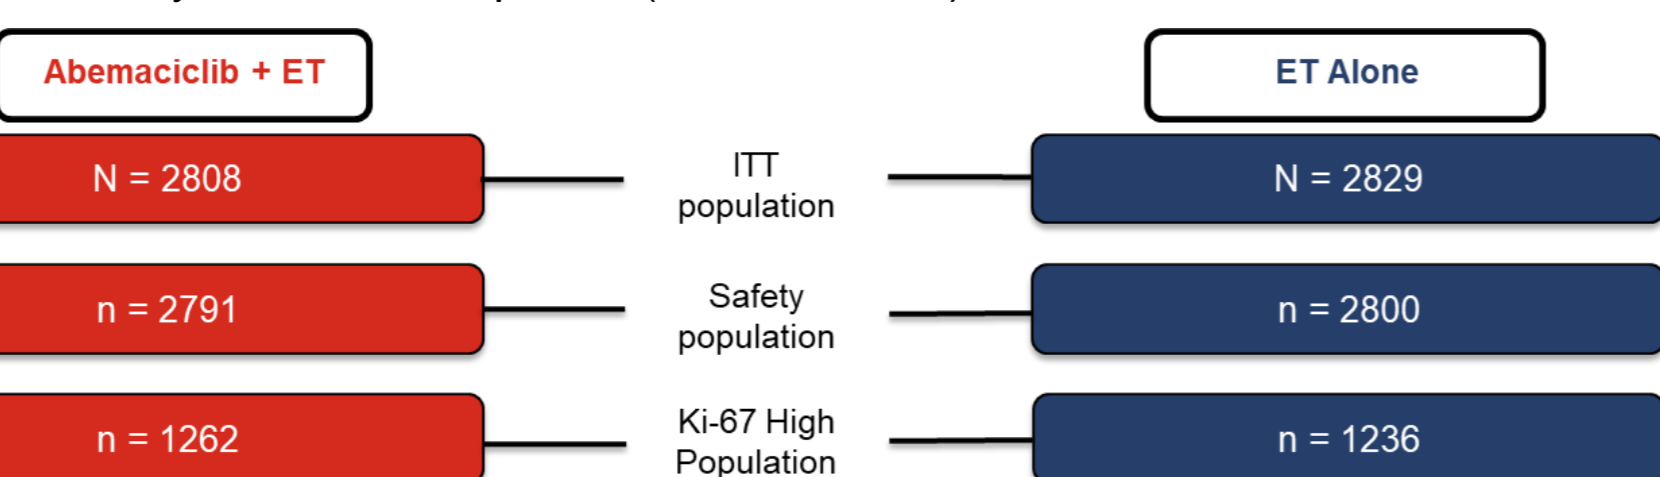 Abemaciclib + ET
ET Alone
N = 2808
ITT
population
N = 2829
n = 2791
Safety
population
n = 2800
n = 1262
Ki-67 High
Population
n = 1236